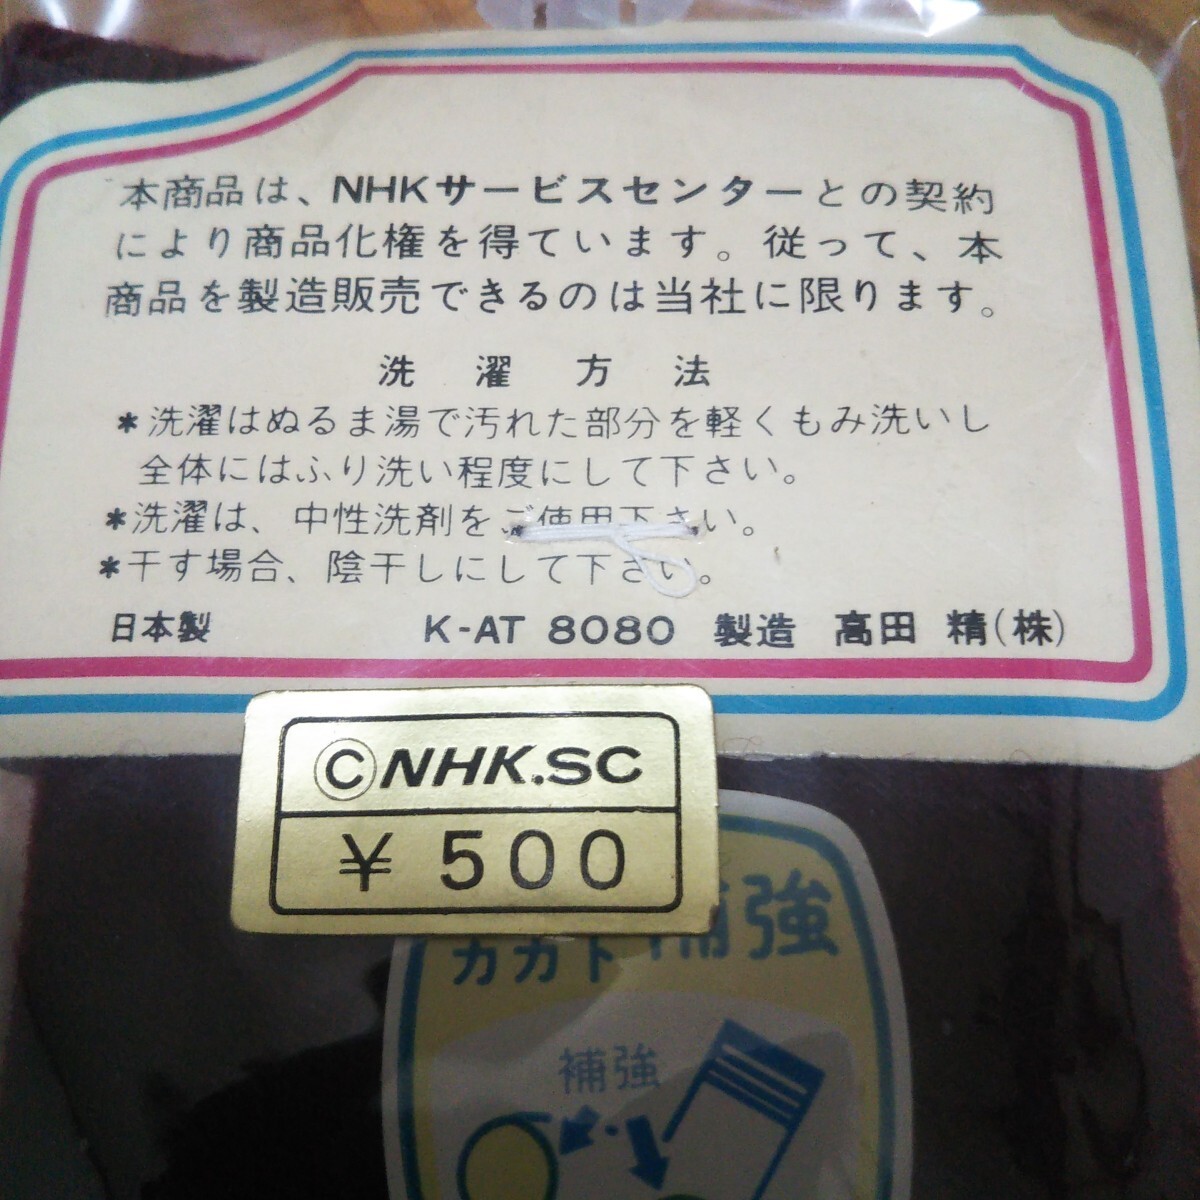 本商品は、NHKサービスセンターとの契約
により商品化権を得ています。従って、本
商品を製造販売できるのは当社に限ります。
洗濯方法
*洗濯はぬるま湯で汚れた部分を軽くもみ洗いし
全体にはふり洗い程度にして下さい。
*洗濯は、中性洗剤をご使用下さい。
*干す場合、陰干しにして下さい。
日本製 K-AT 8080 製造 高田 精(株)
©NHK.SC
¥500
カカト補強
補強